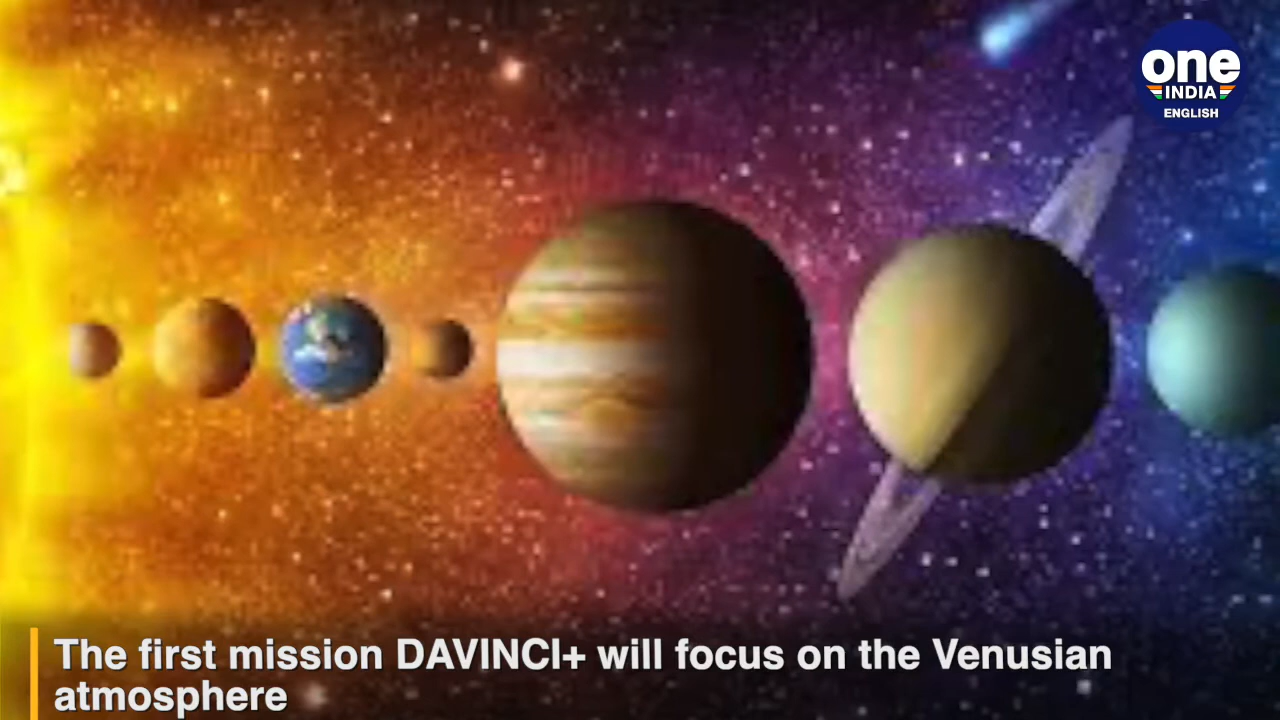 one
INDIA
ENGLISH
The first mission DAVINCI+ will focus on the Venusian
atmosphere